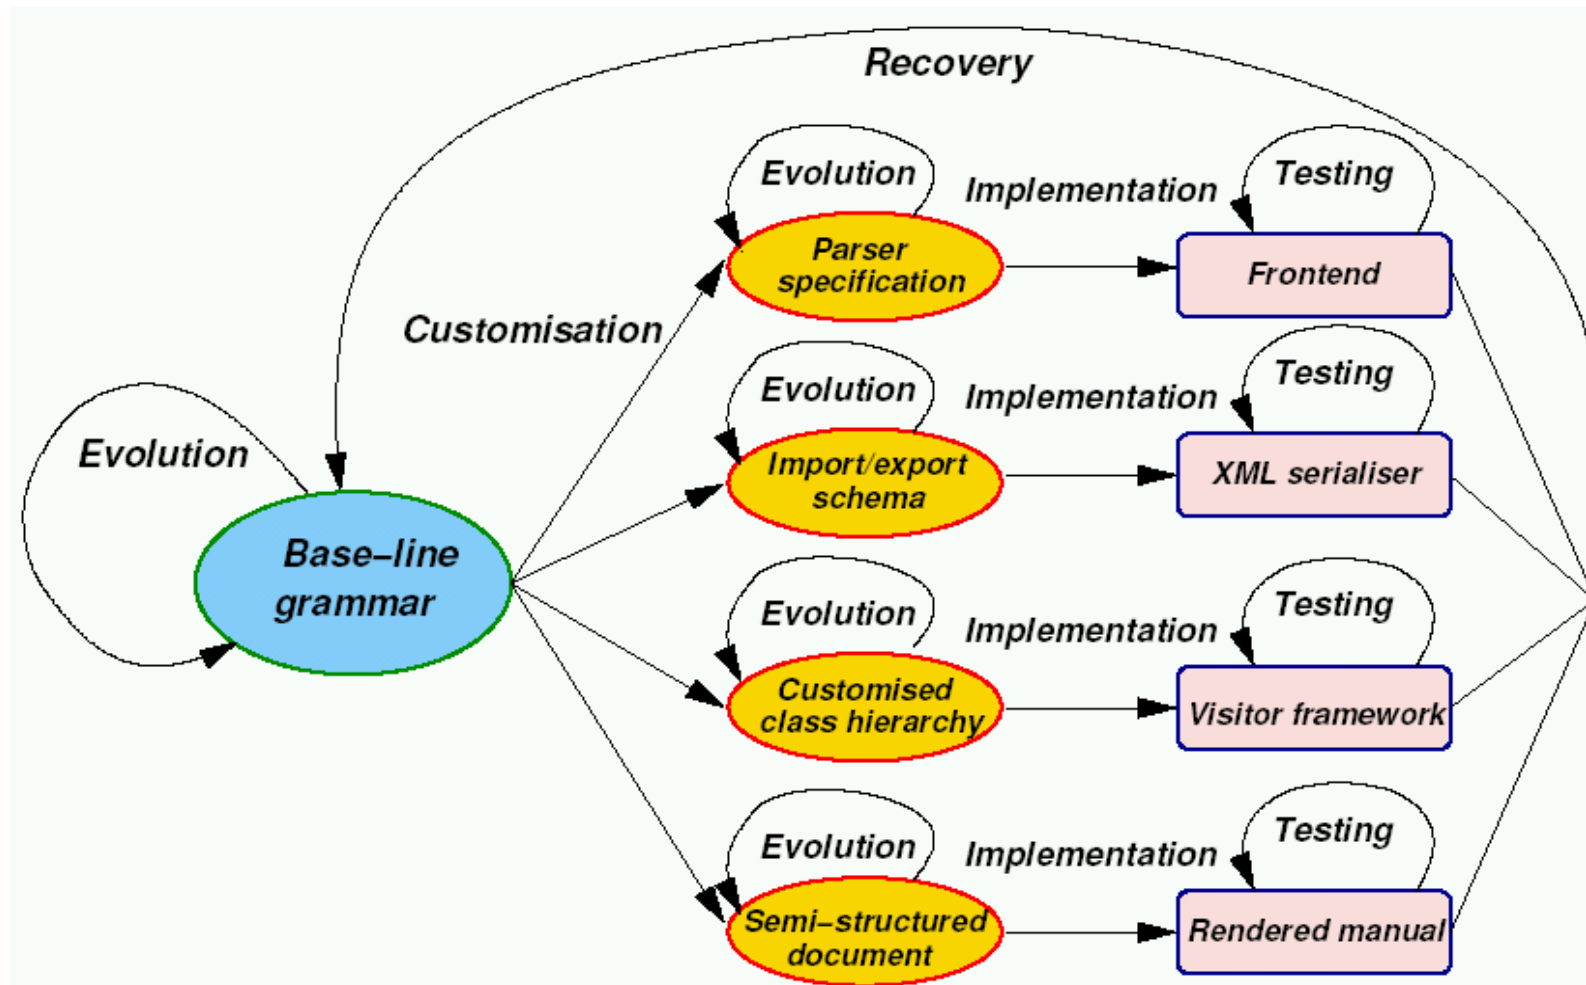 Recovery
Evolution
Implementation
Testing
Parser
specification
Frontend
Customisation
Evolution
Implementation
Testing
Import/export
schema
XML serialiser
Evolution
Base–line
grammar
Evolution
Implementation
Testing
Customised
class hierarchy
Visitor framework
Evolution
Implementation
Testing
Semi–structured
document
Rendered manual